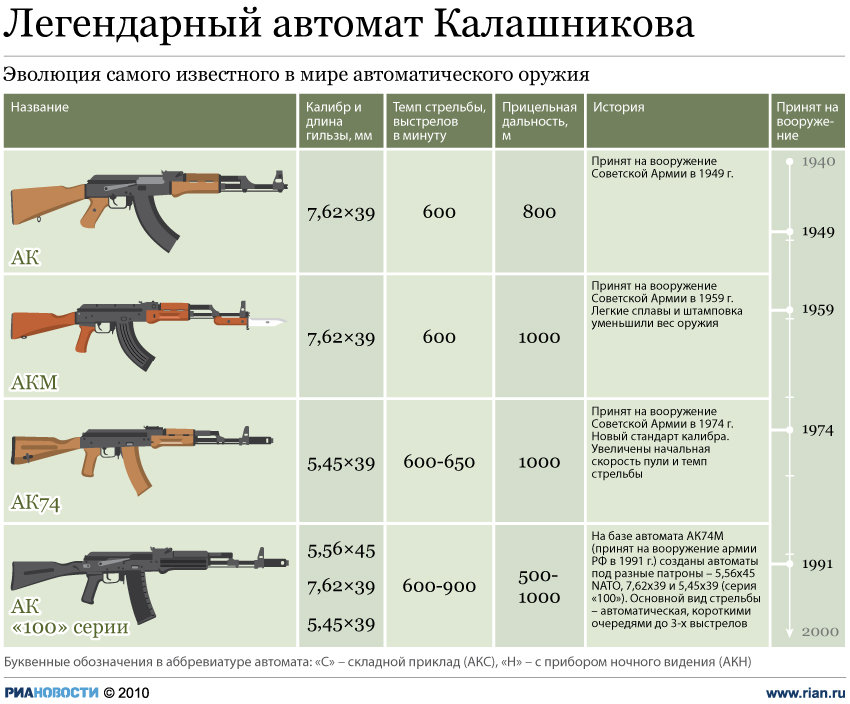 Легендарный автомат Калашникова
Эволюция самого известного в мире автоматического оружия
Название
Калибр и
длина
гильзы, мм
Темп стрельбы,
выстрелов
в минуту
Прицельная
дальность,
м
История
Принят на
вооруже-
ние
АК
7,62×39
600
800
Принят на вооружение
Советской Армии в 1949 г.
1940
1949
АКМ
7,62×39
600
1000
Принят на вооружение
Советской Армии в 1959 г.
Легкие сплавы и штамповка
уменьшили вес оружия
1959
АК74
5,45×39
600-650
1000
Принят на вооружение
Советской Армии в 1974 г.
Новый стандарт калибра.
Увеличены начальная
скорость пули и темп
стрельбы
1974
АК
«100» серии
5,56×45
7,62×39
5,45×39
600-900
500-
1000
На базе автомата АК74М
(принят на вооружение армии
РФ в 1991 г.) созданы автоматы
под разные патроны – 5,56х45
NATO, 7,62х39 и 5,45х39 (серия
«100»). Основной вид стрельбы
– автоматическая, короткими
очередями до 3-х выстрелов
1991
2000
Буквенные обозначения в аббревиатуре автомата: «С» – складной приклад (АКС), «Н» – с прибором ночного видения (АКН)
РИАНОВОСТИ © 2010
www.rian.ru